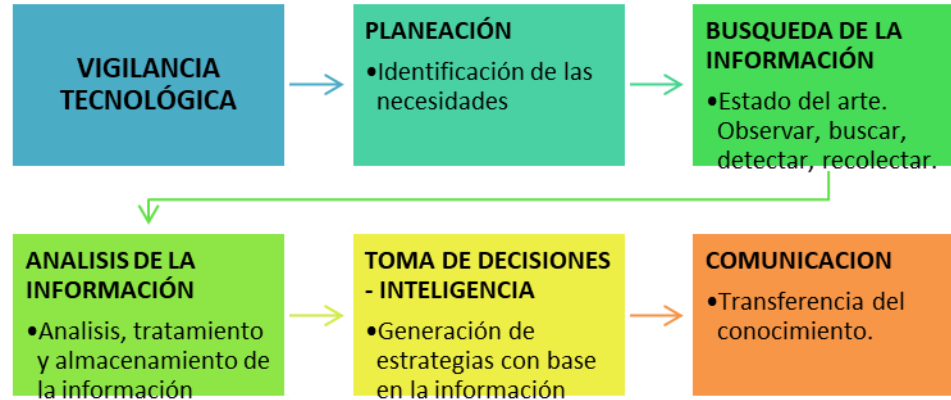 VIGILANCIA
TECNOLÓGICA
PLANEACIÓN
•Identificación de las
necesidades
BUSQUEDA DE LA
INFORMACIÓN
•Estado del arte.
Observar, buscar,
detectar, recolectar.
ANALISIS DE LA
INFORMACIÓN
•Analisis, tratamiento
y almacenamiento de
la información
TOMA DE DECISIONES
- INTELIGENCIA
•Generación de
estrategias con base
en la información
COMUNICACION
•Transferencia del
conocimiento.